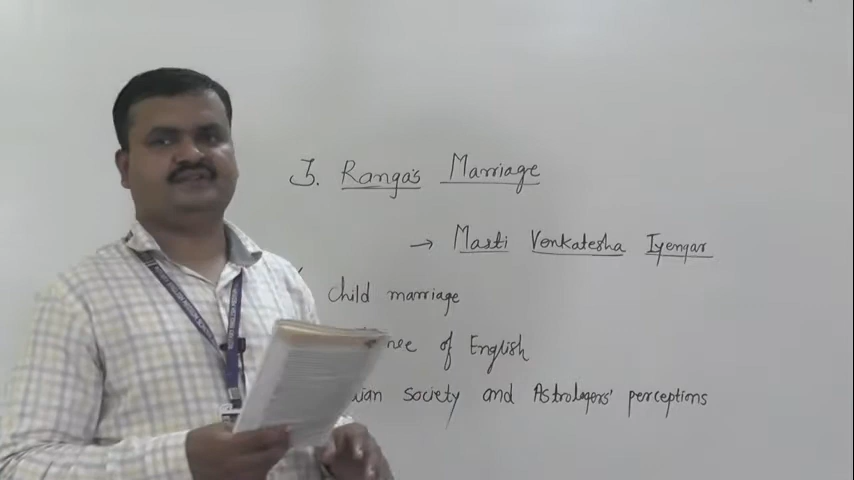 3. Ranga's Marriage
→ Masti Venkatesha Iyengar
child marriage
of English
society and Astrologers' perceptions